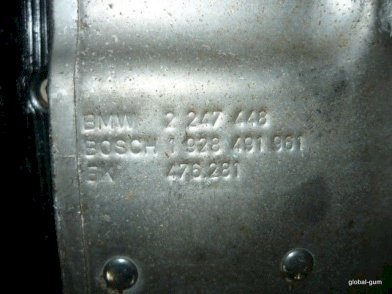 BMW 2 247 448
BOSCH 1 928 491 961
EK 476.281
global-gum